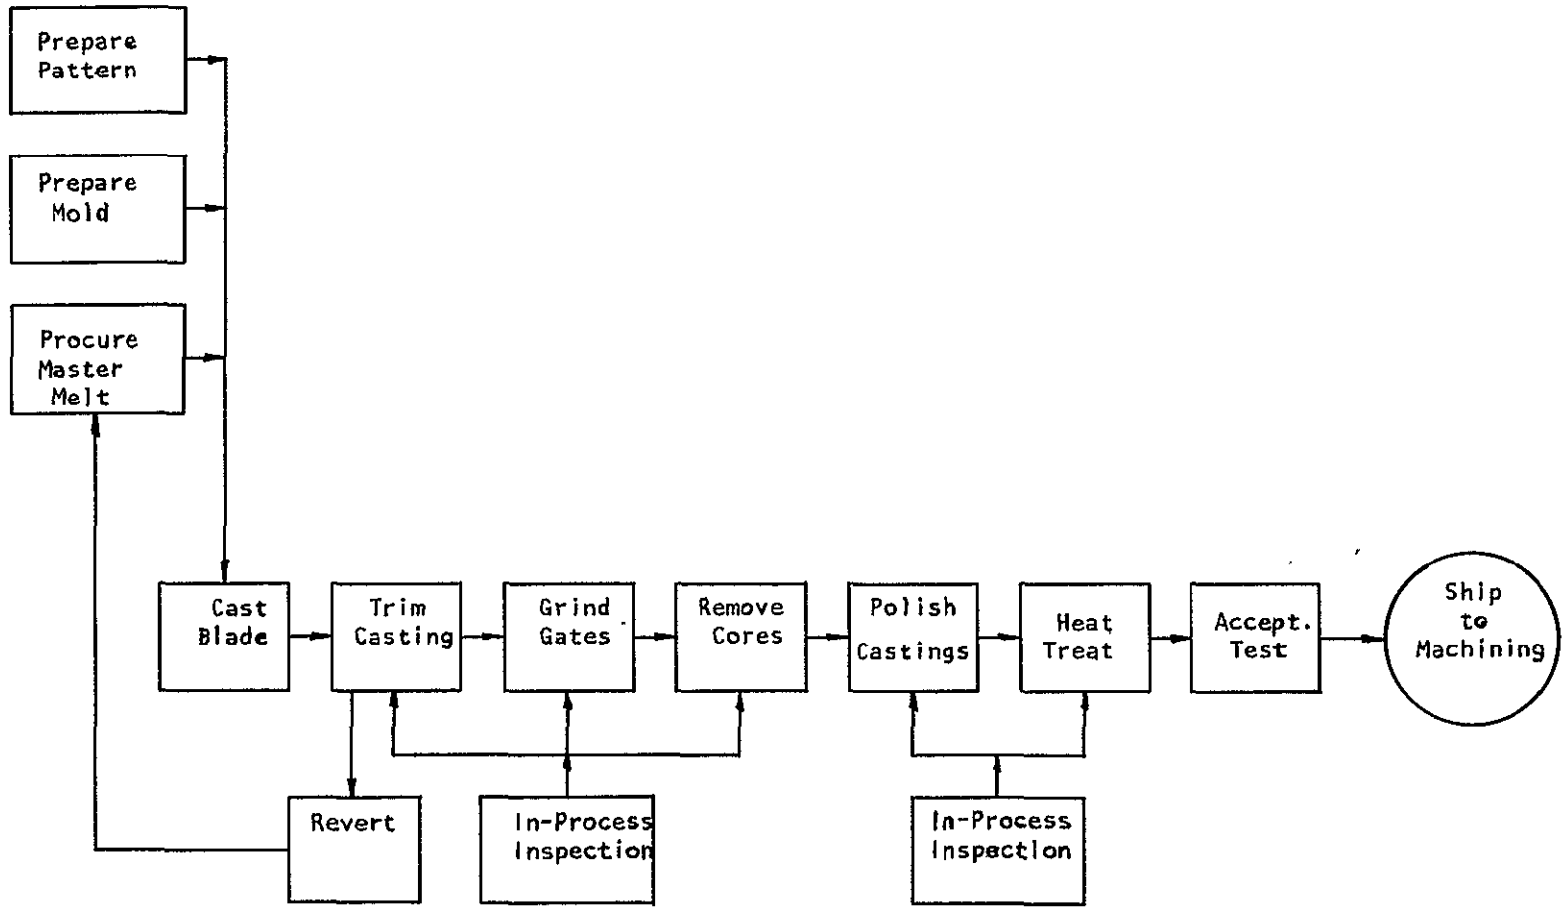 Prepare
Pattern
Prepare
Mold
Procure
Master
Melt
Cast
Blade
Trim
Casting
Grind
Gates
Remove
Cores
Polish
Castings
Heat
Treat
Accept.
Test
Ship
to
Machining
Revert
In-Process
Inspection
In-Process
Inspection